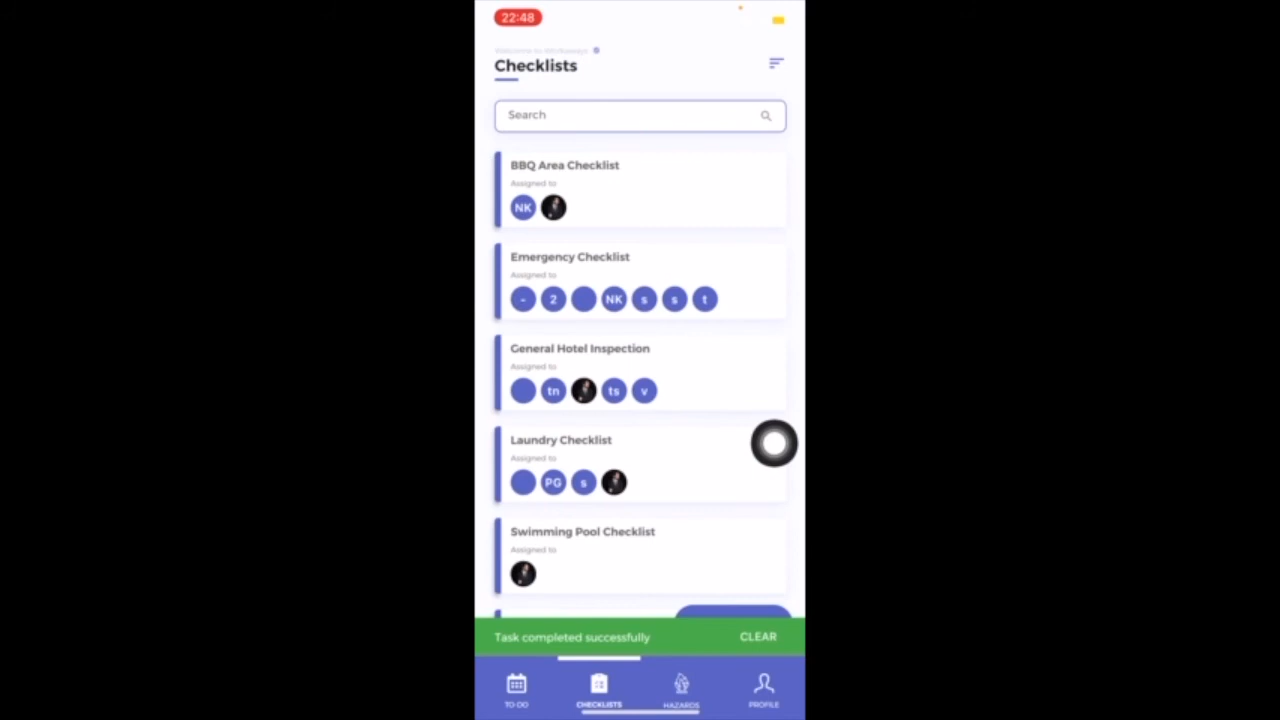 22:48
Checklists
Search
BBQ Area Checklist
Assigned to
NK
Emergency Checklist
Assigned to
- 2 NK s s t
General Hotel Inspection
Assigned to
tn ts v
Laundry Checklist
Assigned to
PG s
Swimming Pool Checklist
Assigned to
Task completed successfully CLEAR
TO DO CHECKLISTS HAZARDS PROFILE